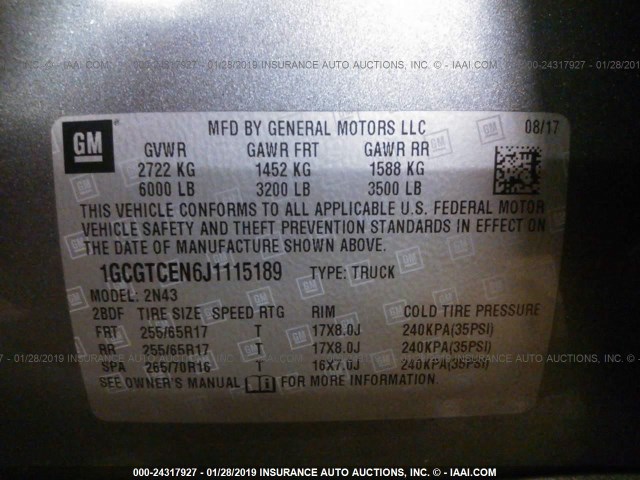 000-24317927 - 01/28/2019 INSURANCE AUTO AUCTIONS, INC. © - IAAI.COM
GM
MFD BY GENERAL MOTORS LLC 08/17
GVWR GAWR FRT GAWR RR
2722 KG 1452 KG 1588 KG
6000 LB 3200 LB 3500 LB
THIS VEHICLE CONFORMS TO ALL APPLICABLE U.S. FEDERAL MOTOR
VEHICLE SAFETY AND THEFT PREVENTION STANDARDS IN EFFECT ON
THE DATE OF MANUFACTURE SHOWN ABOVE.
1GCGTCEN6J1115189 TYPE: TRUCK
MODEL: 2N43
2BDF TIRE SIZE SPEED RTG RIM COLD TIRE PRESSURE
FRT 255/65R17 T 17X8.0J 240KPA(35PSI)
RR 255/65R17 T 17X8.0J 240KPA(35PSI)
SPA 265/70R16 T 16X7.0J 240KPA(35PSI)
SEE OWNER'S MANUAL FOR MORE INFORMATION.
000-24317927 - 01/28/2019 INSURANCE AUTO AUCTIONS, INC. © - IAAI.COM